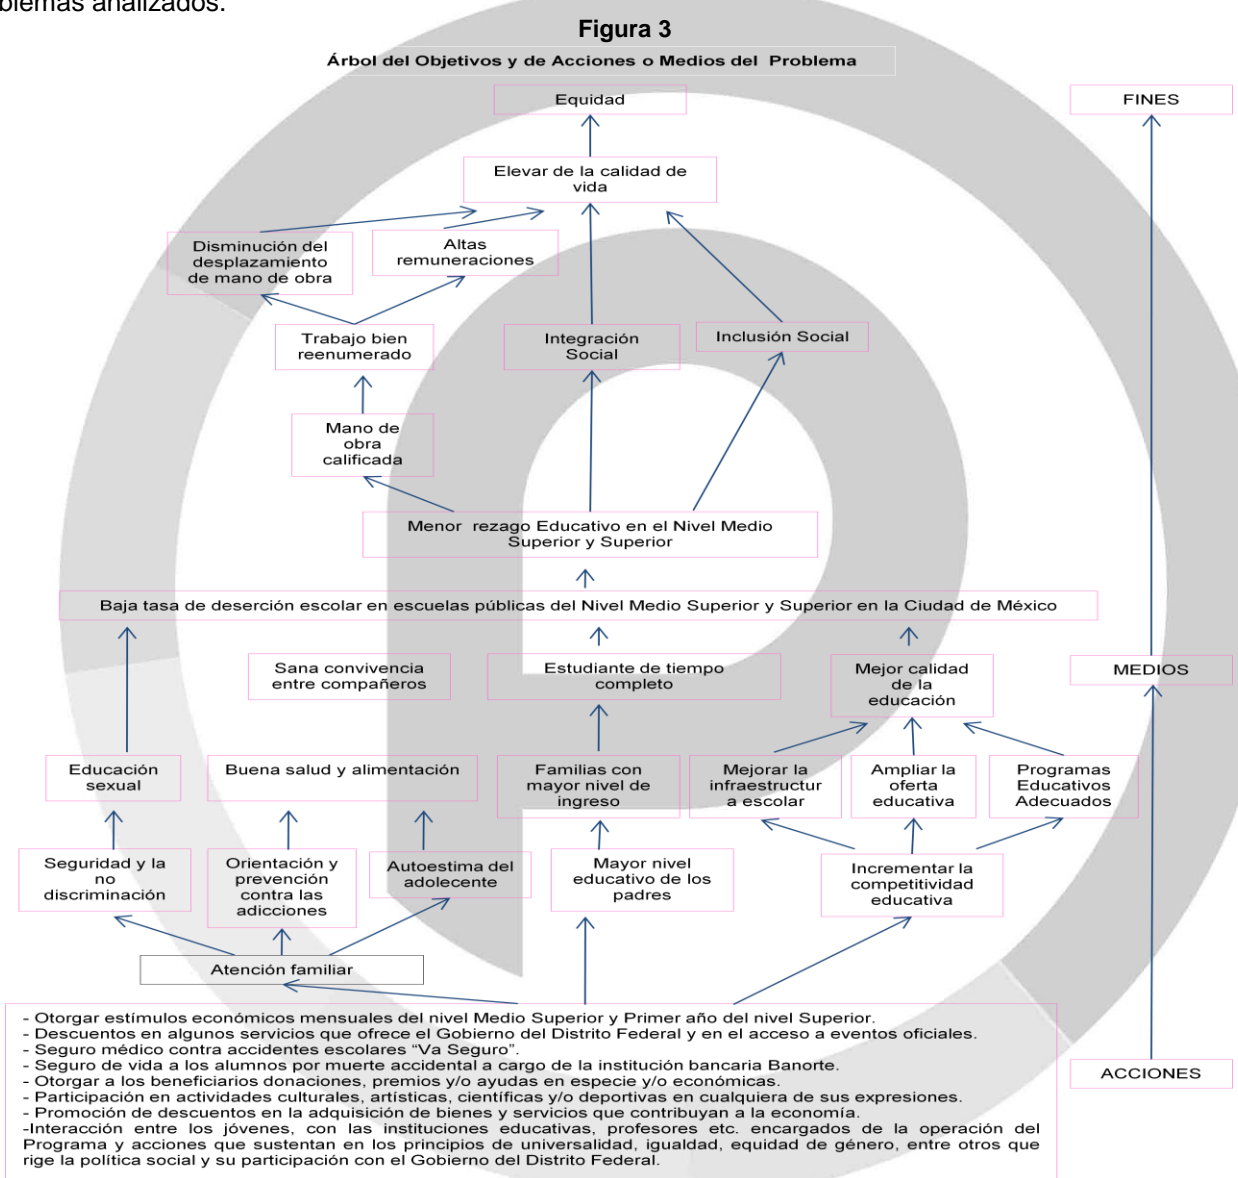 blemas analizados.
Figura 3
Árbol del Objetivos y de Acciones o Medios del Problema
Equidad
FINES
Elevar de la calidad de
vida
Disminución del
desplazamiento
de mano de obra
Altas
remuneraciones
Trabajo bien
reenumerado
Integración
Social
Inclusión Social
Mano de
obra
calificada
Menor rezago Educativo en el Nivel Medio
Superior y Superior
Baja tasa de deserción escolar en escuelas públicas del Nivel Medio Superior y Superior en la Ciudad de México
Sana convivencia
entre compañeros
Estudiante de tiempo
completo
Mejor calidad
de la
educación
MEDIOS
Educación
sexual
Buena salud y alimentación
Familias con
mayor nivel de
ingreso
Mejorar la
infraestructur
a escolar
Ampliar la
oferta
educativa
Programas
Educativos
Adecuados
Seguridad y la
no
discriminación
Orientación y
prevención
contra las
adicciones
Autoestima del
adolecente
Mayor nivel
educativo de los
padres
Incrementar la
competitividad
educativa
Atención familiar
- Otorgar estímulos económicos mensuales del nivel Medio Superior y Primer año del nivel Superior.
- Descuentos en algunos servicios que ofrece el Gobierno del Distrito Federal y en el acceso a eventos oficiales.
- Seguro médico contra accidentes escolares “Va Seguro”.
- Seguro de vida a los alumnos por muerte accidental a cargo de la institución bancaria Banorte.
- Otorgar a los beneficiarios donaciones, premios y/o ayudas en especie y/o económicas.
- Participación en actividades culturales, artísticas, científicas y/o deportivas en cualquiera de sus expresiones.
- Promoción de descuentos en la adquisición de bienes y servicios que contribuyan a la economía.
-Interacción entre los jóvenes, con las instituciones educativas, profesores etc. encargados de la operación del
Programa y acciones que sustentan en los principios de universalidad, igualdad, equidad de género, entre otros que
rige la política social y su participación con el Gobierno del Distrito Federal.
ACCIONES